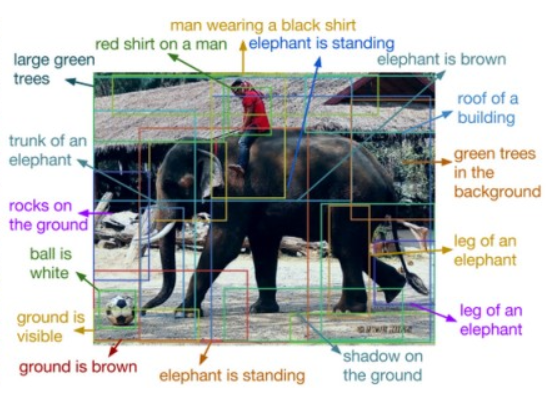 man wearing a black shirt
red shirt on a man
elephant is standing
large green
trees
elephant is brown
roof of a
building
trunk of an
elephant
green trees
in the
background
rocks on
the ground
leg of an
elephant
ball is
white
ground is
visible
leg of an
elephant
ground is brown
elephant is standing
shadow on
the ground